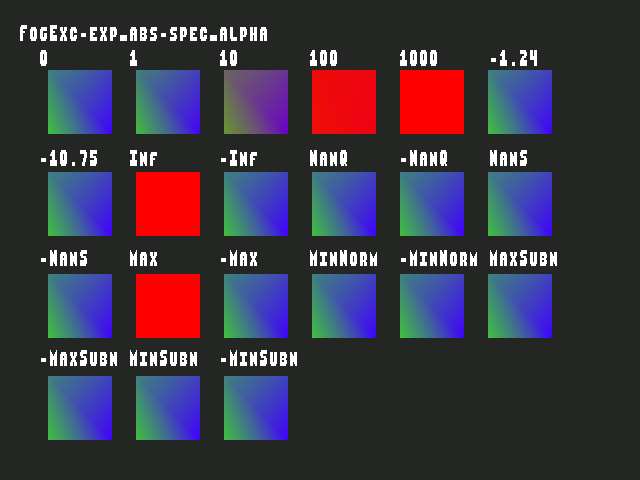 FogExc-exp_abs-spec_alpha
0 1 10 100 1000 -1.24
-10.75 Inf -Inf NanQ -NanQ NanS
-NanS Max -Max MinNorm -MinNorm MaxSubN
-MaxSubN MinSubN -MinSubN